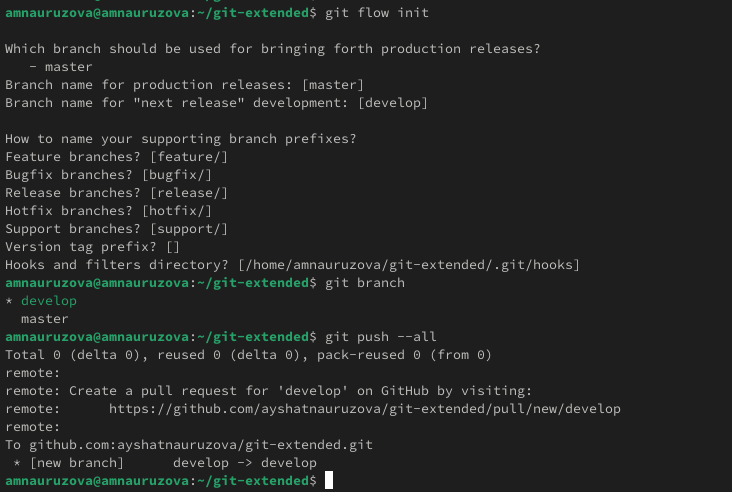 amnauruzova@amnauruzova:~/git-extended$ git flow init

Which branch should be used for bringing forth production releases?
   - master
Branch name for production releases: [master]
Branch name for "next release" development: [develop]

How to name your supporting branch prefixes?
Feature branches? [feature/]
Bugfix branches? [bugfix/]
Release branches? [release/]
Hotfix branches? [hotfix/]
Support branches? [support/]
Version tag prefix? []
Hooks and filters directory? [/home/amnauruzova/git-extended/.git/hooks]
amnauruzova@amnauruzova:~/git-extended$ git branch
* develop
  master
amnauruzova@amnauruzova:~/git-extended$ git push --all
Total 0 (delta 0), reused 0 (delta 0), pack-reused 0 (from 0)
remote:
remote: Create a pull request for 'develop' on GitHub by visiting:
remote:      https://github.com/ayshatnauruzova/git-extended/pull/new/develop
remote:
To github.com:ayshatnauruzova/git-extended.git
 * [new branch]      develop -> develop
amnauruzova@amnauruzova:~/git-extended$